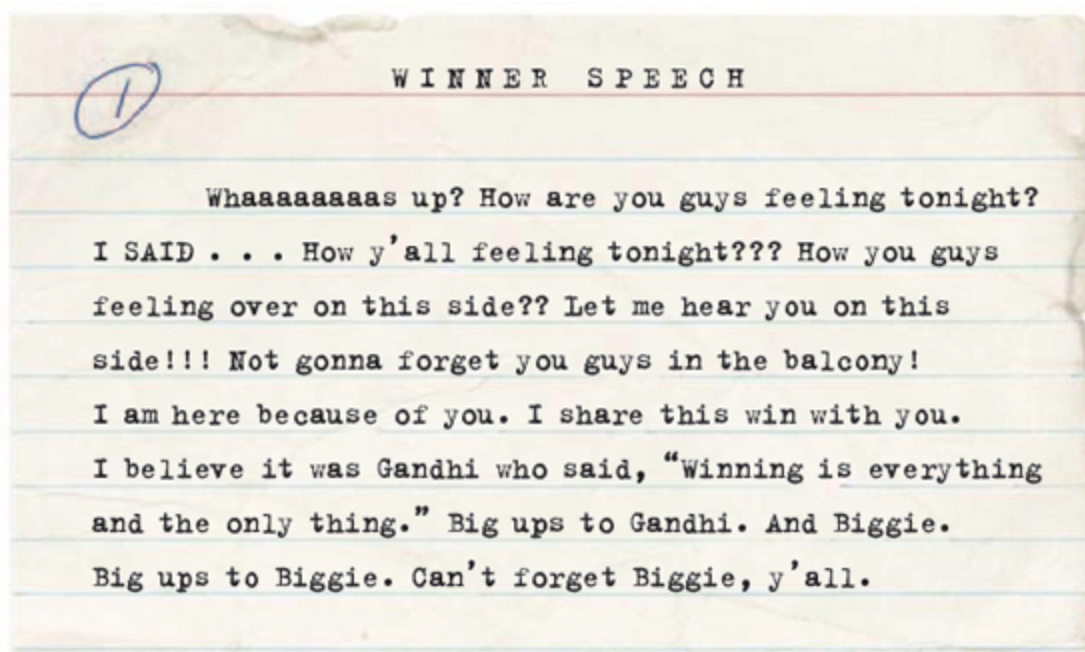 WINNER SPEECH
1
Whaaaaaaaaas up? How are you guys feeling tonight?
I SAID . . . How y'all feeling tonight??? How you guys
feeling over on this side?? Let me hear you on this
side!!! Not gonna forget you guys in the balcony!
I am here because of you. I share this win with you.
I believe it was Gandhi who said, “Winning is everything
and the only thing.” Big ups to Gandhi. And Biggie.
Big ups to Biggie. Can't forget Biggie, y'all.